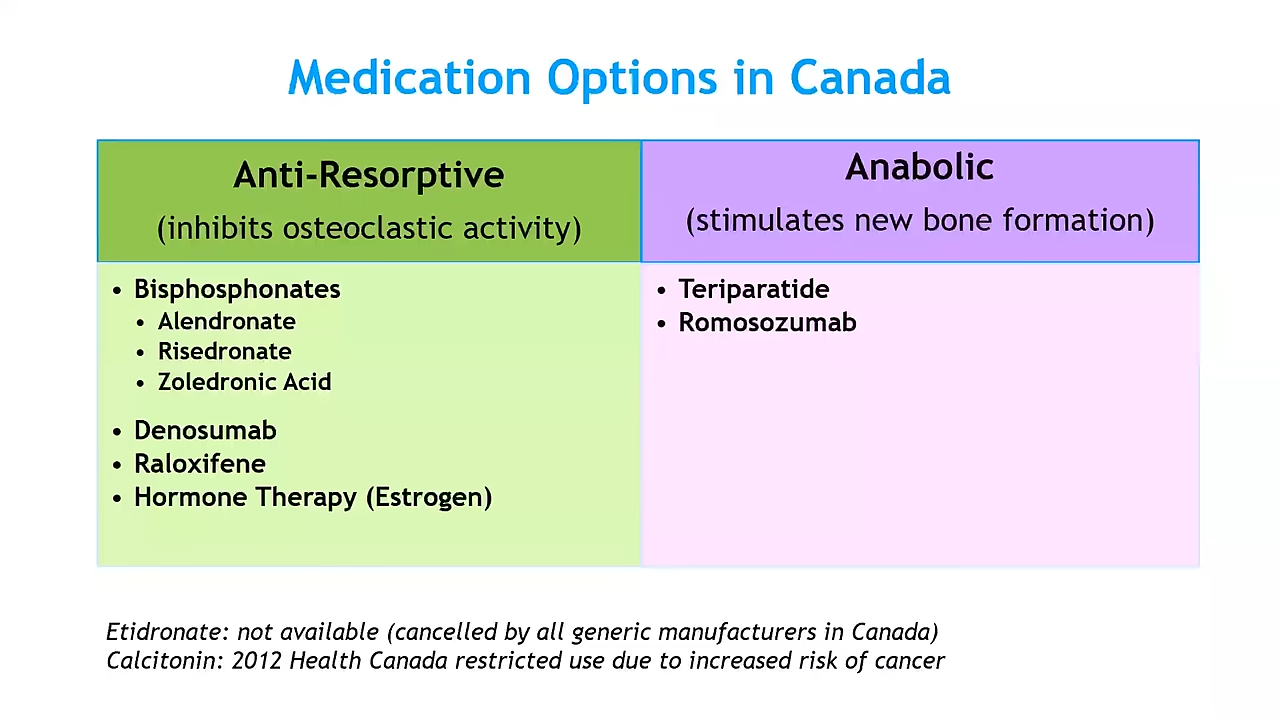 Medication Options in Canada
Anti-Resorptive
(inhibits osteoclastic activity)
• Bisphosphonates
• Alendronate
• Risedronate
• Zoledronic Acid
• Denosumab
• Raloxifene
• Hormone Therapy (Estrogen)
Anabolic
(stimulates new bone formation)
• Teriparatide
• Romosozumab
Etidronate: not available (cancelled by all generic manufacturers in Canada)
Calcitonin: 2012 Health Canada restricted use due to increased risk of cancer